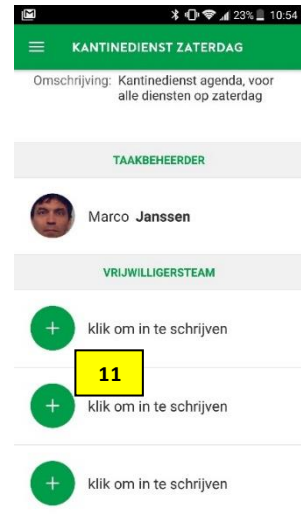 23% 10:54
KANTINEDIENST ZATERDAG
Omschrijving: Kantinedienst agenda, voor
alle diensten op zaterdag
TAAKBEHEERDER
Marco Janssen
VRIJWILLIGERSTEAM
+ klik om in te schrijven
11
+ klik om in te schrijven
+ klik om in te schrijven